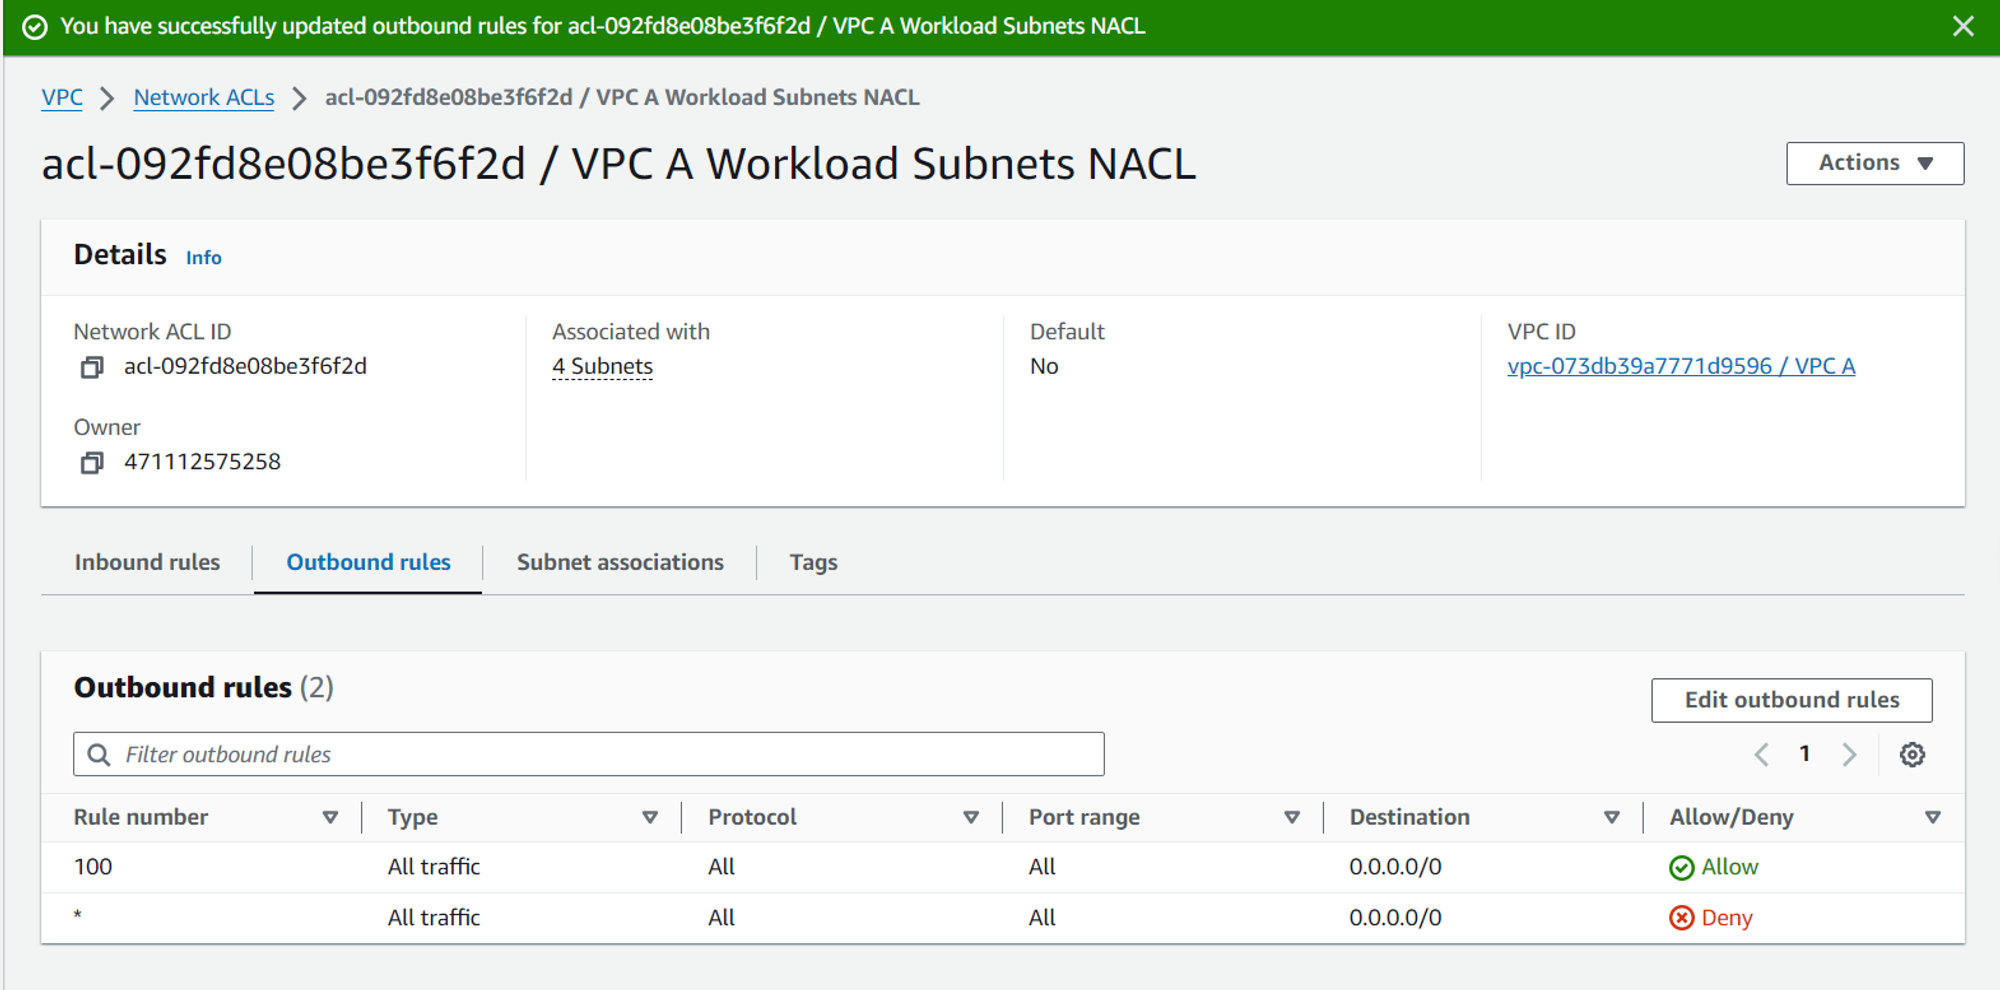 You have successfully updated outbound rules for acl-092fd8e08be3f6f2d / VPC A Workload Subnets NACL
VPC Network ACLs acl-092fd8e08be3f6f2d / VPC A Workload Subnets NACL
acl-092fd8e08be3f6f2d / VPC A Workload Subnets NACL
Actions
Details Info
Network ACL ID Associated with Default VPC ID
acl-092fd8e08be3f6f2d 4 Subnets No vpc-073db39a7771d9596 / VPC A
Owner
471112575258
Inbound rules Outbound rules Subnet associations Tags
Outbound rules (2)
Edit outbound rules
Filter outbound rules
1
Rule number Type Protocol Port range Destination Allow/Deny
100 All traffic All All 0.0.0.0/0 Allow
* All traffic All All 0.0.0.0/0 Deny